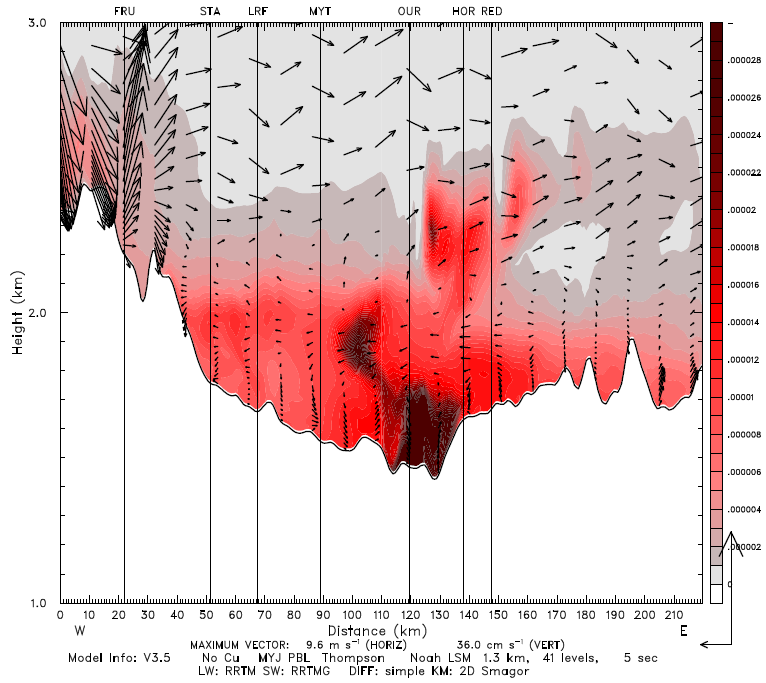 FRU STA LRF MYT OUR HOR RED
3.0
.000028
.000026
.000024
.000022
.00002
.000018
.000016
2.0
.000014
.000012
.00001
.000008
.000006
.000004
.000002
0
1.0
Height (km)
0 10 20 30 40 50 60 70 80 90 100 110 120 130 140 150 160 170 180 190 200 210
W Distance (km) E
MAXIMUM VECTOR: 9.6 m s⁻¹ (HORIZ) 36.0 cm s⁻¹ (VERT)
Model Info: V3.5 No Cu MYJ PBL Thompson Noah LSM 1.3 km, 41 levels, 5 sec
LW: RRTM SW: RRTMG DIFF: simple KM: 2D Smagor